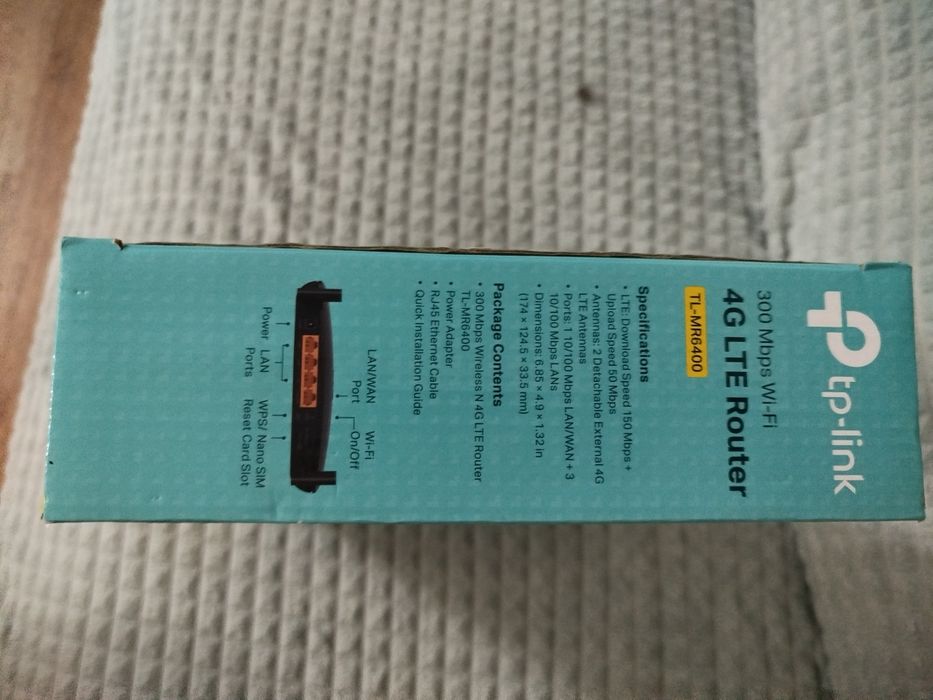 tp-link
300 Mbps Wi-Fi
4G LTE Router
TL-MR6400
Specifications
• LTE: Download Speed 150 Mbps +
Upload Speed 50 Mbps
• Antennas: 2 Detachable External 4G
LTE Antennas
• Ports: 1 10/100 Mbps LAN/WAN + 3
10/100 Mbps LANs
• Dimensions: 6.85 × 4.9 × 1.32 in
(174 × 124.5 × 33.5 mm)
Package Contents
• 300 Mbps Wireless N 4G LTE Router
TL-MR6400
• Power Adapter
• RJ45 Ethernet Cable
• Quick Installation Guide
LAN/WAN
Port
Wi-Fi
On/Off
Power
LAN
Ports
WPS/
Reset
Nano SIM
Card Slot